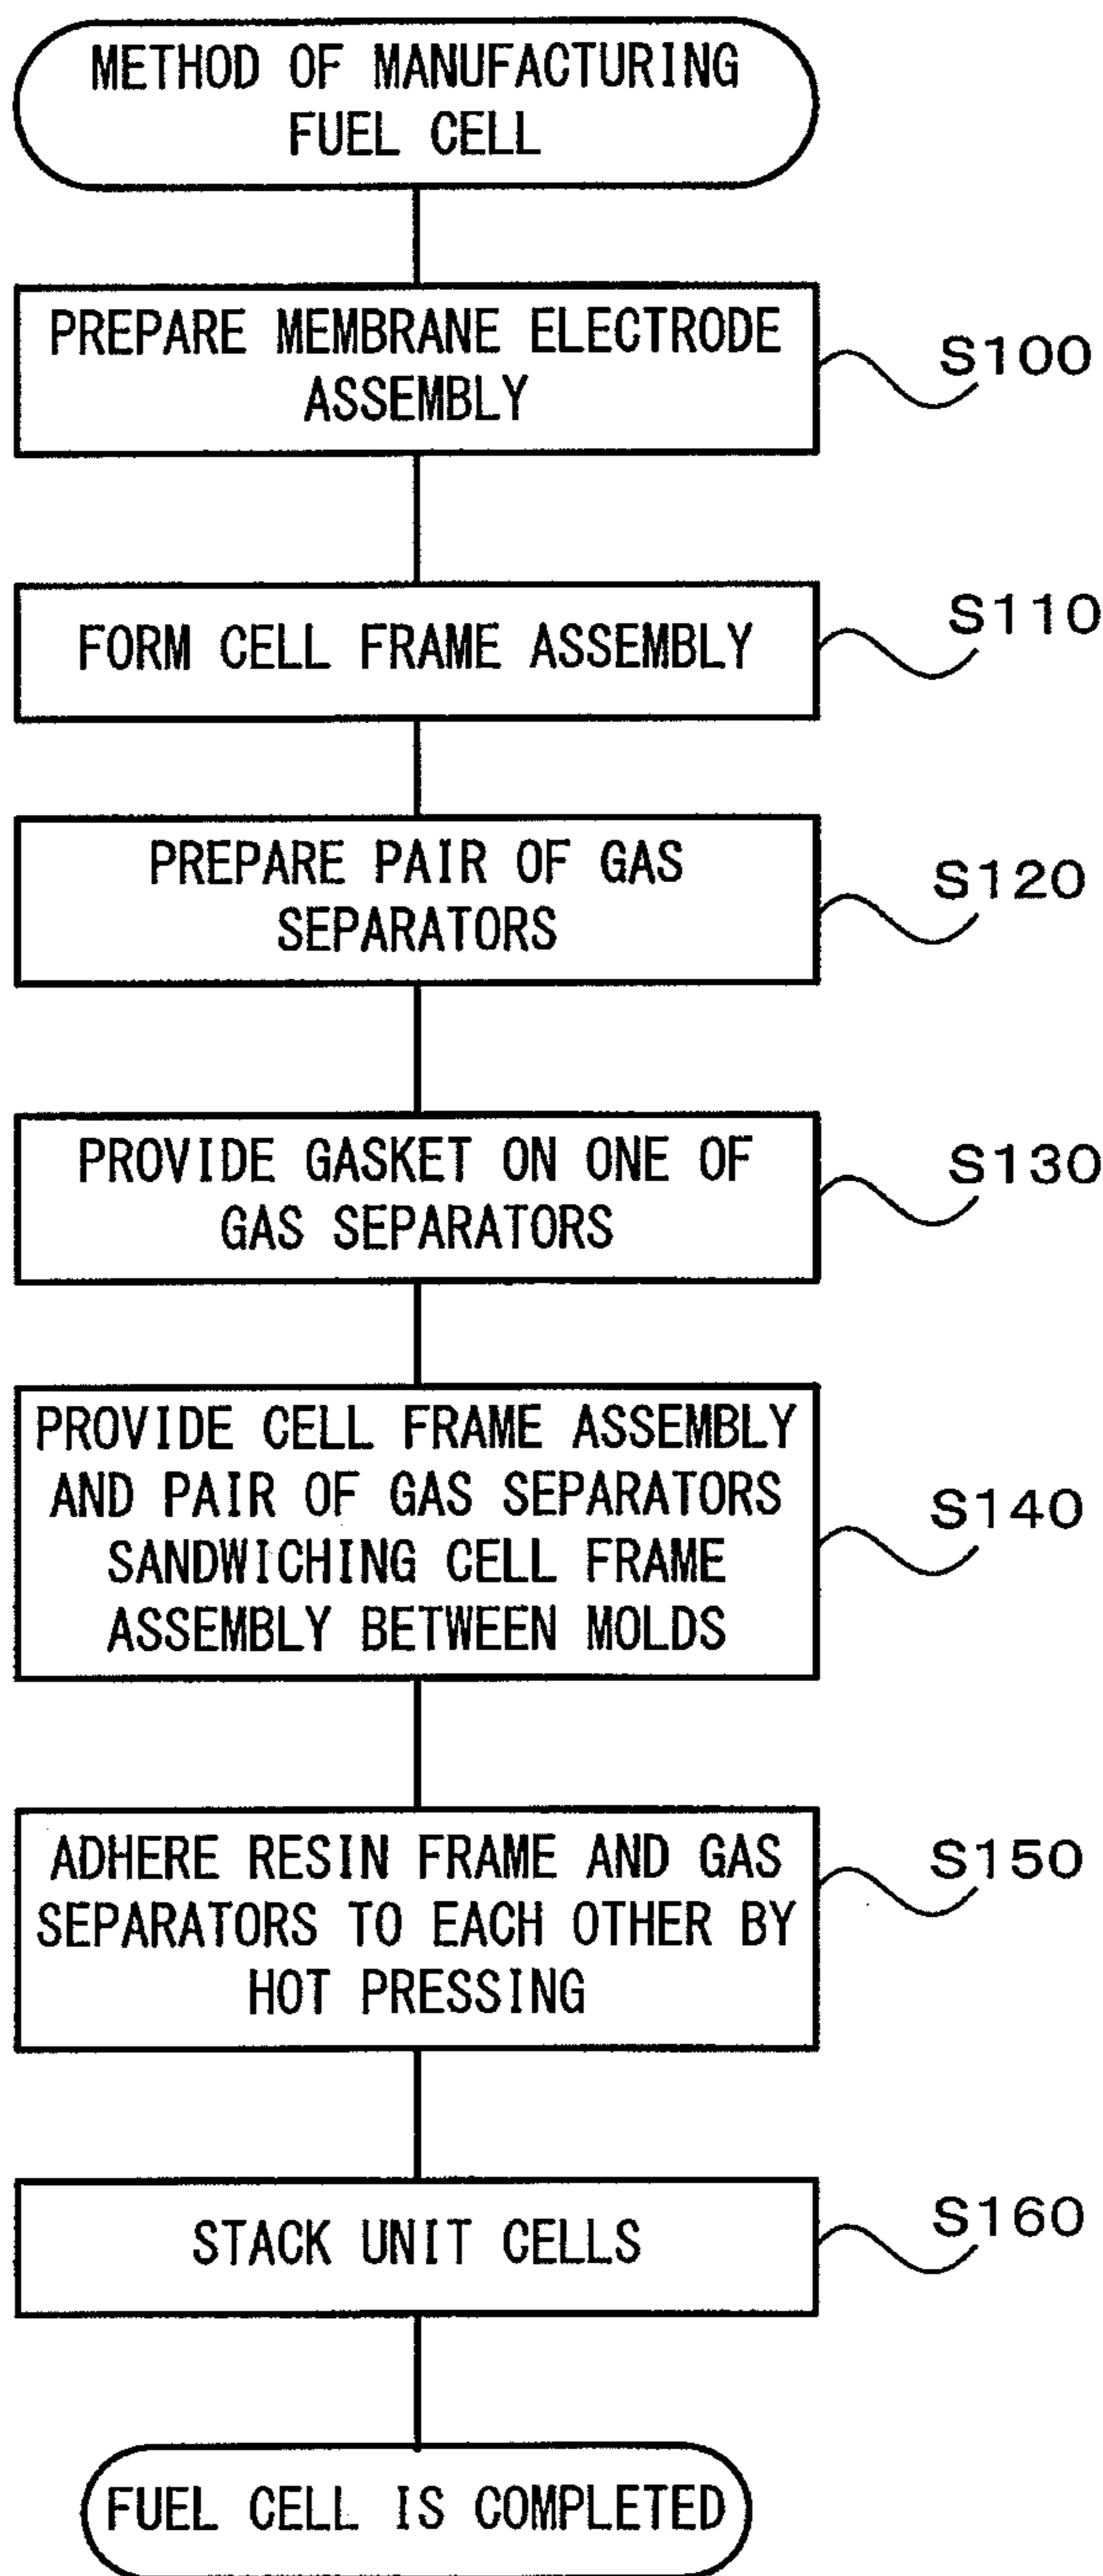 METHOD OF MANUFACTURING
FUEL CELL
PREPARE MEMBRANE ELECTRODE
ASSEMBLY
S100
FORM CELL FRAME ASSEMBLY
S110
PREPARE PAIR OF GAS
SEPARATORS
S120
PROVIDE GASKET ON ONE OF
GAS SEPARATORS
S130
PROVIDE CELL FRAME ASSEMBLY
AND PAIR OF GAS SEPARATORS
SANDWICHING CELL FRAME
ASSEMBLY BETWEEN MOLDS
S140
ADHERE RESIN FRAME AND GAS
SEPARATORS TO EACH OTHER BY
HOT PRESSING
S150
STACK UNIT CELLS
S160
FUEL CELL IS COMPLETED